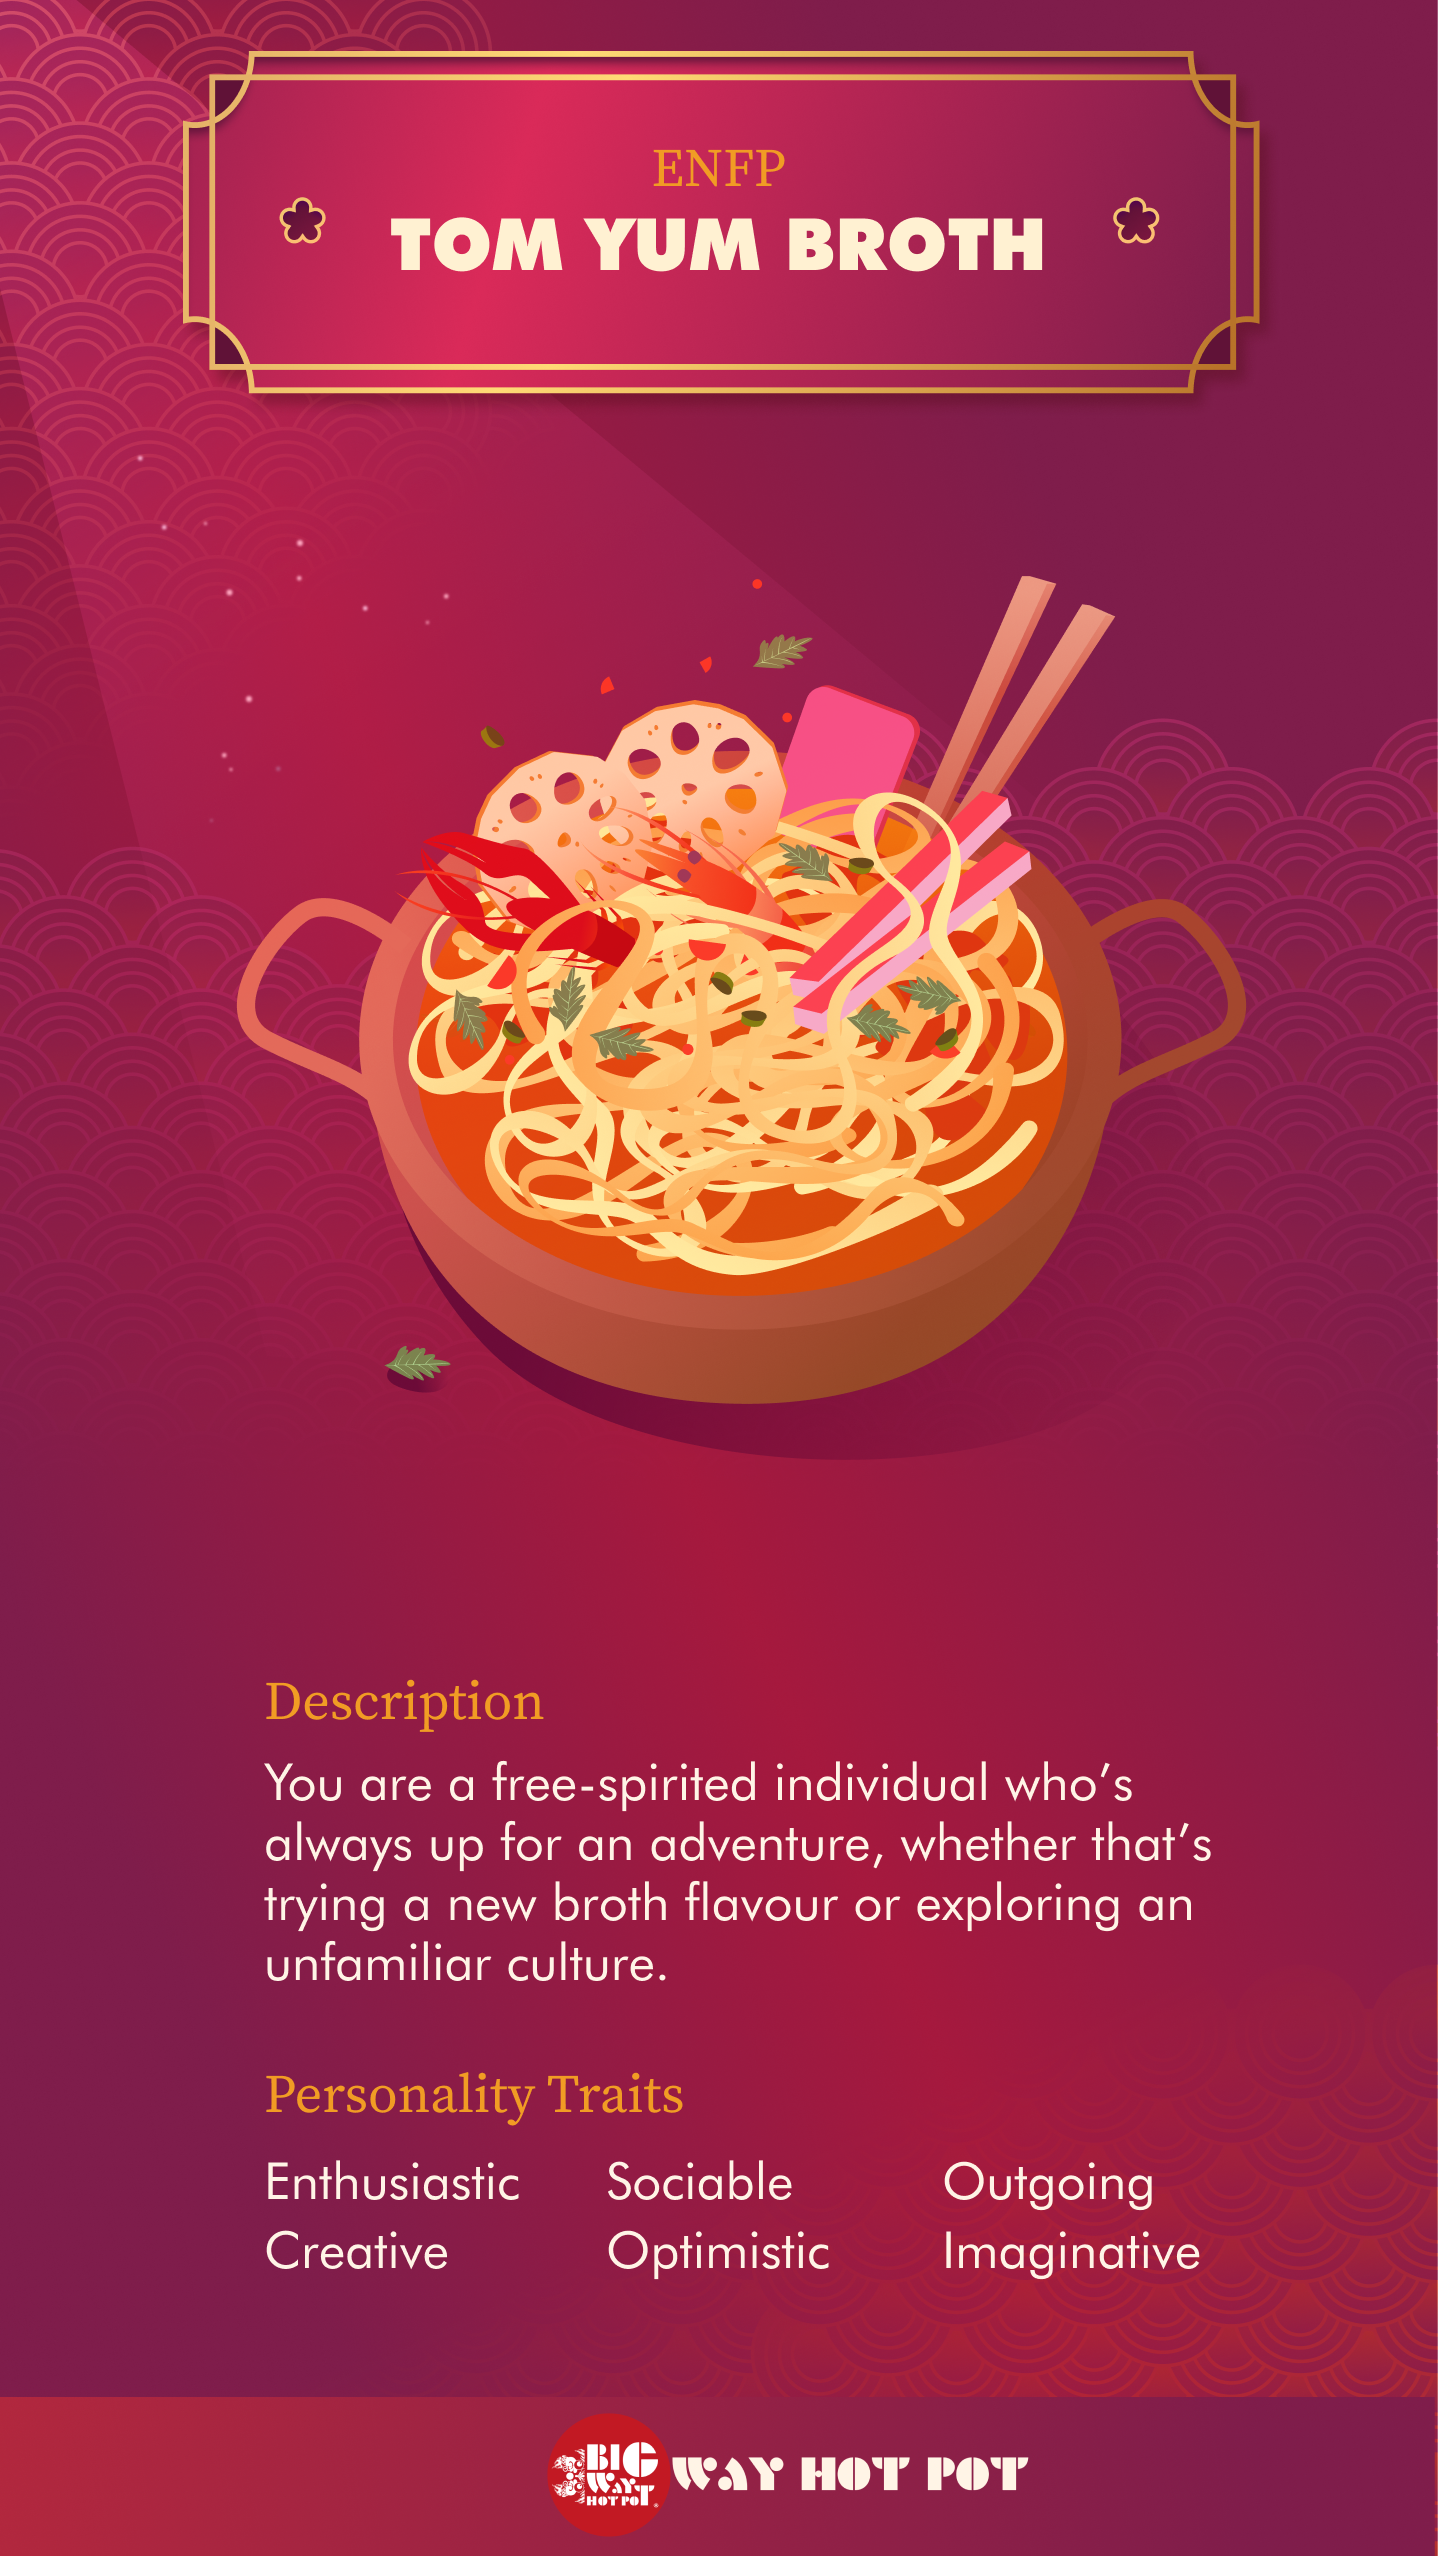 ENFP
TOM YUM BROTH
Description
You are a free-spirited individual who’s
always up for an adventure, whether that’s
trying a new broth flavour or exploring an
unfamiliar culture.
Personality Traits
Enthusiastic Sociable Outgoing
Creative Optimistic Imaginative
BIG
WAY
HOT POT
WAY HOT POT